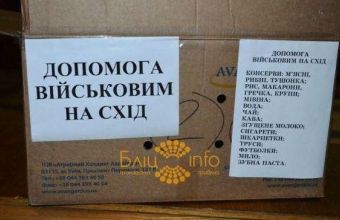 ДОПОМОГА
ВІЙСЬКОВИМ
НА СХІД
AVA
ДОПОМОГА
ВІЙСЬКОВИМ НА СХІД
КОНСЕРВИ: М'ЯСНІ,
РИБНІ, ТУШОНКА;
РИС, МАКАРОНИ,
ГРЕЧКА, КРУПИ;
МІВІНА;
ВОДА;
ЧАЙ;
КАВА;
ЗГУЩЕНЕ МОЛОКО;
СИГАРЕТИ;
ШКАРПЕТКИ;
ТРУСИ;
ФУТБОЛКИ;
МИЛО;
ЗУБНА ПАСТА.
Бліц info